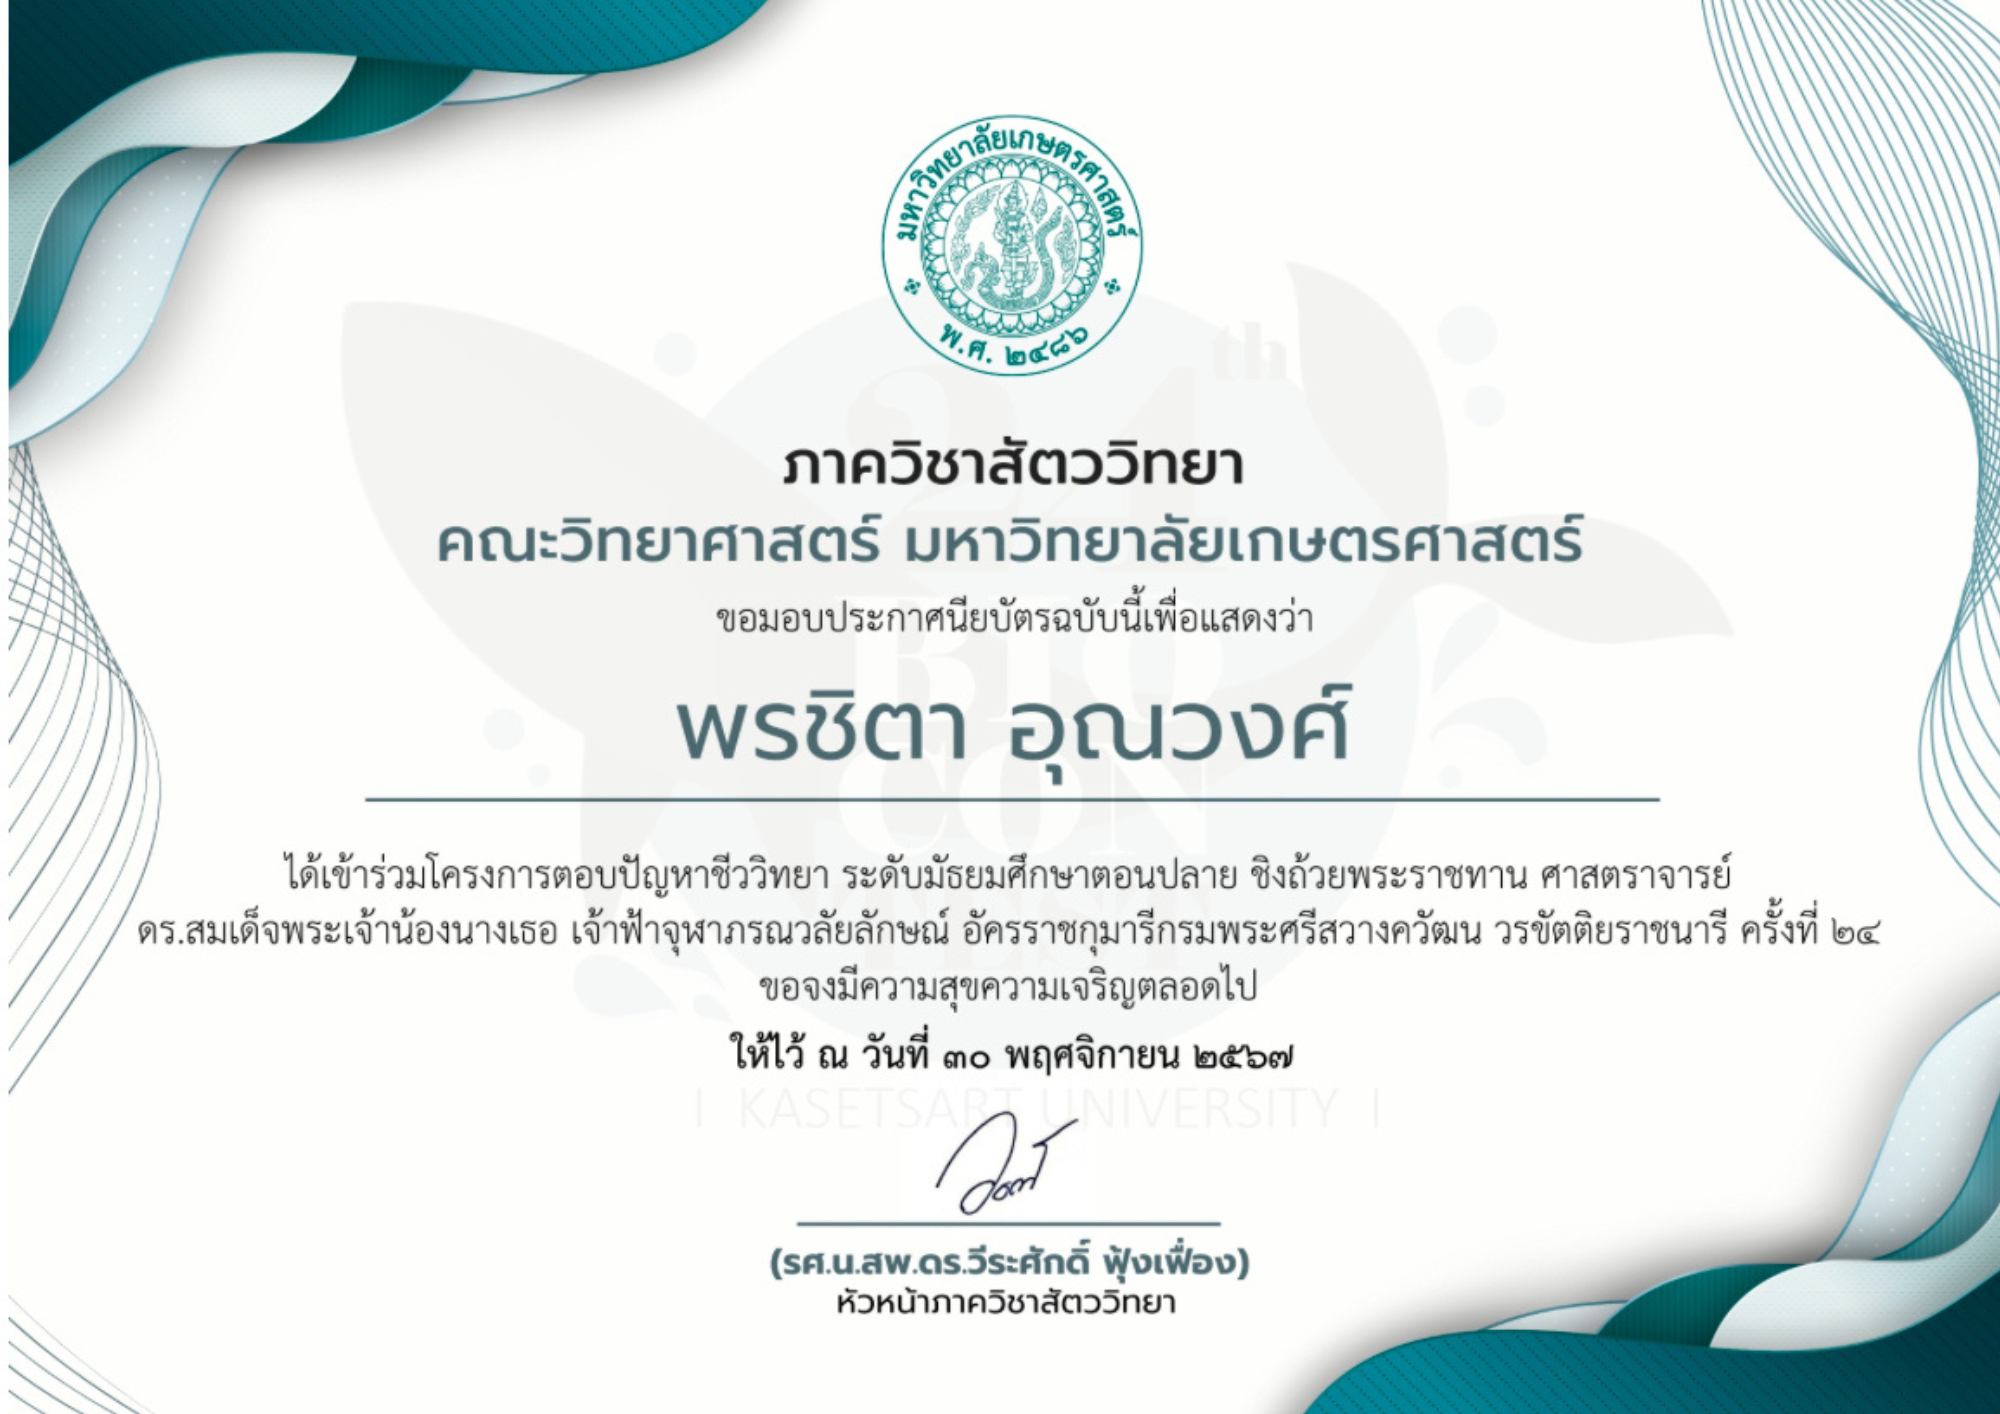 มหาวิทยาลัยเกษตรศาสตร์
พ.ศ. ๒๔๘๖
24th
BIO
CON
TEST
ภาควิชาสัตววิทยา
คณะวิทยาศาสตร์ มหาวิทยาลัยเกษตรศาสตร์
ขอมอบประกาศนียบัตรฉบับนี้เพื่อแสดงว่า
พรชิตา อุณวงศ์
ได้เข้าร่วมโครงการตอบปัญหาชีววิทยา ระดับมัธยมศึกษาตอนปลาย ชิงถ้วยพระราชทาน ศาสตราจารย์
ดร.สมเด็จพระเจ้าน้องนางเธอ เจ้าฟ้าจุฬาภรณวลัยลักษณ์ อัครราชกุมารีกรมพระศรีสวางควัฒน วรขัตติยราชนารี ครั้งที่ ๒๔
ขอจงมีความสุขความเจริญตลอดไป
ให้ไว้ ณ วันที่ ๓๐ พฤศจิกายน ๒๕๖๗
| KASETSART UNIVERSITY |
(รศ.น.สพ.ดร.วีระศักดิ์ ฟุ้งเฟื่อง)
หัวหน้าภาควิชาสัตววิทยา